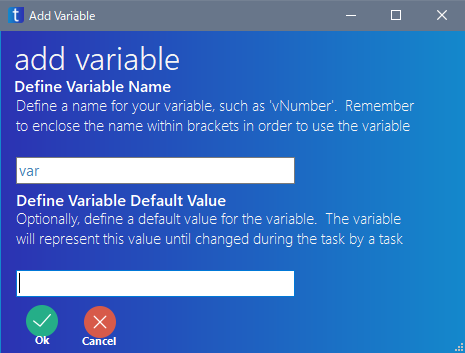 t Add Variable
add variable
Define Variable Name
Define a name for your variable, such as 'vNumber'. Remember
to enclose the name within brackets in order to use the variable
var
Define Variable Default Value
Optionally, define a default value for the variable. The variable
will represent this value until changed during the task by a task
Ok Cancel